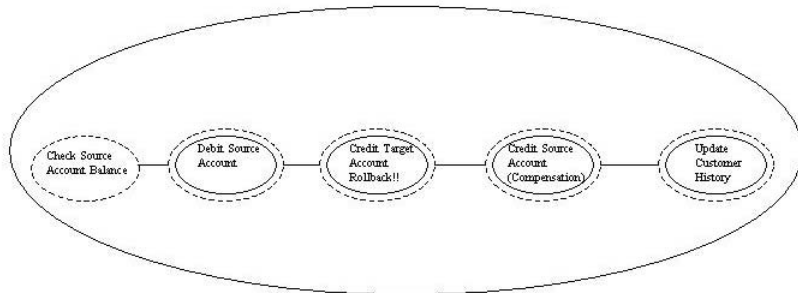 Check Source
Account Balance
Debit Source
Account
Credit Target
Account
Rollback!!
Credit Source
Account
(Compensation)
Update
Customer
History